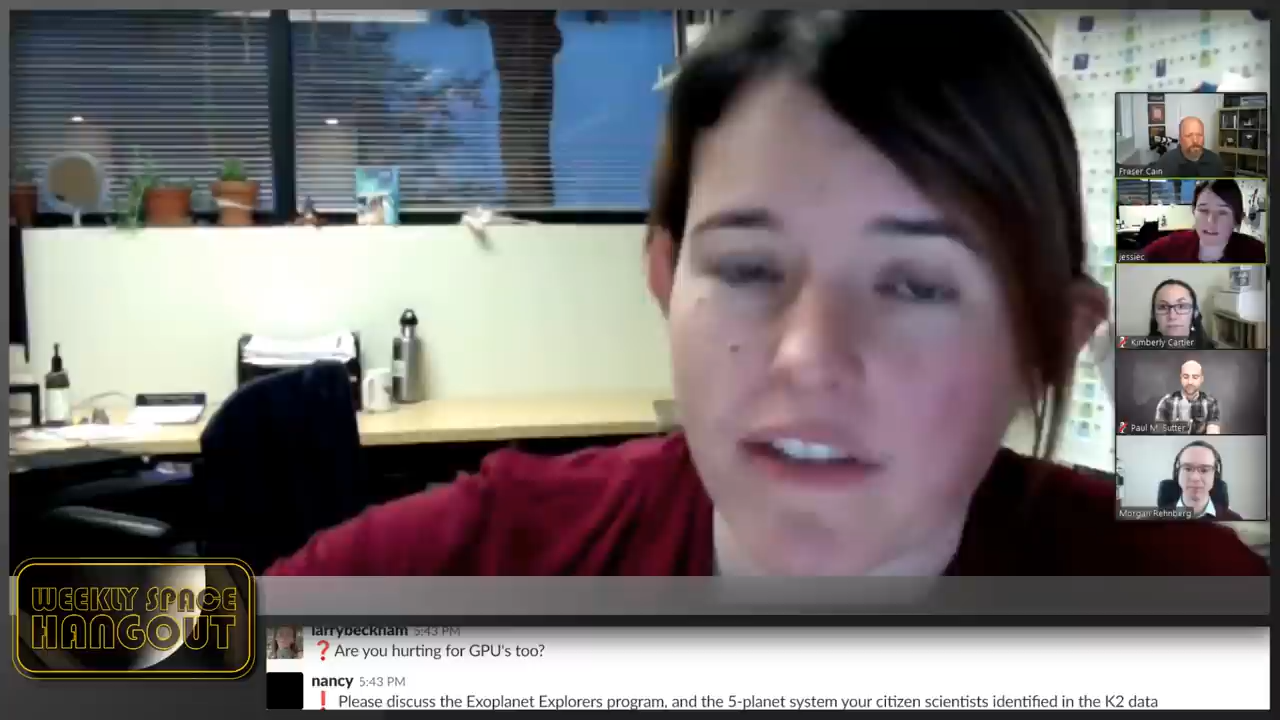 Fraser Cain
jessiec
Kimberly Cartier
Paul M. Sutter
Morgan Rehnberg
WEEKLY SPACE
HANGOUT
larrybeckham 5:43 PM
❓ Are you hurting for GPU's too?
nancy 5:43 PM
❗ Please discuss the Exoplanet Explorers program, and the 5-planet system your citizen scientists identified in the K2 data